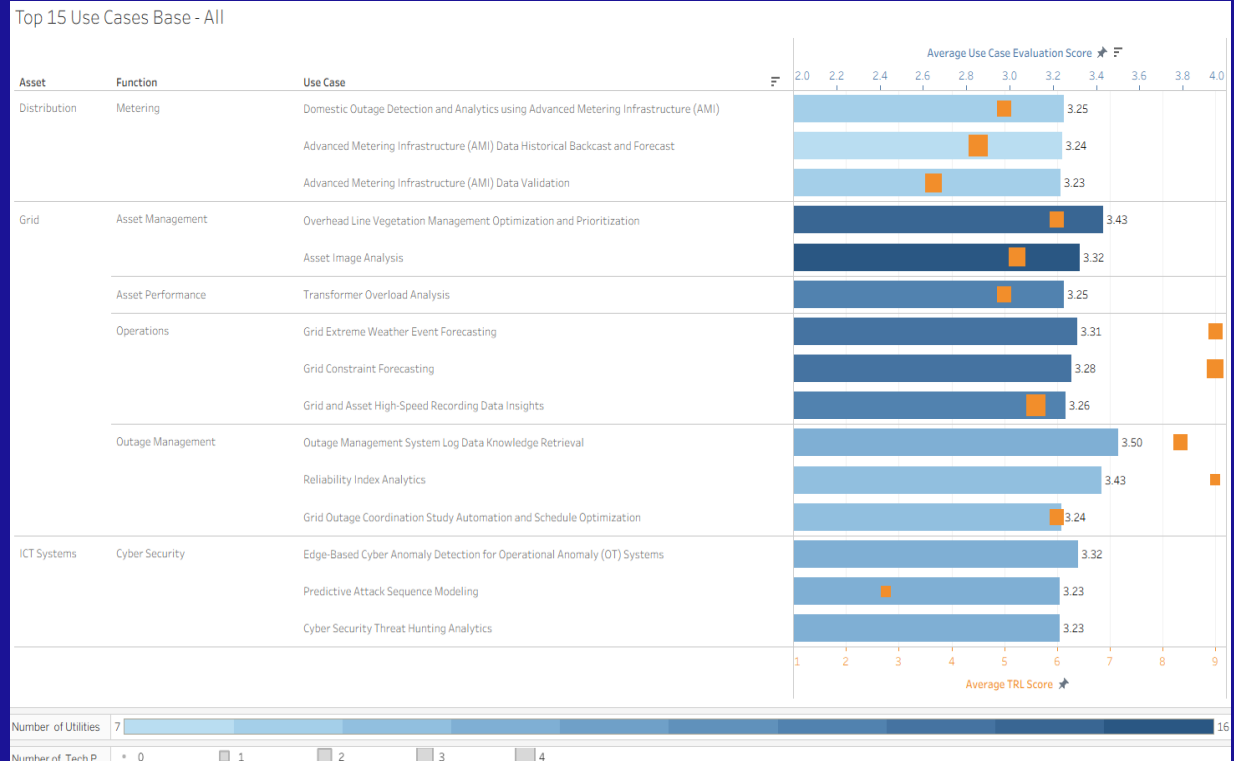 Top 15 Use Cases Base - All
Average Use Case Evaluation Score
Asset Function Use Case 2.0 2.2 2.4 2.6 2.8 3.0 3.2 3.4 3.6 3.8 4.0
Distribution Metering Domestic Outage Detection and Analytics using Advanced Metering Infrastructure (AMI) 3.25
Advanced Metering Infrastructure (AMI) Data Historical Backcast and Forecast 3.24
Advanced Metering Infrastructure (AMI) Data Validation 3.23
Grid Asset Management Overhead Line Vegetation Management Optimization and Prioritization 3.43
Asset Image Analysis 3.32
Asset Performance Transformer Overload Analysis 3.25
Operations Grid Extreme Weather Event Forecasting 3.31
Grid Constraint Forecasting 3.28
Grid and Asset High-Speed Recording Data Insights 3.26
Outage Management Outage Management System Log Data Knowledge Retrieval 3.50
Reliability Index Analytics 3.43
Grid Outage Coordination Study Automation and Schedule Optimization 3.24
ICT Systems Cyber Security Edge-Based Cyber Anomaly Detection for Operational Anomaly (OT) Systems 3.32
Predictive Attack Sequence Modeling 3.23
Cyber Security Threat Hunting Analytics 3.23
1 2 3 4 5 6 7 8 9
Average TRL Score
Number of Utilities 7 16
Number of Tech P 0 1 2 3 4